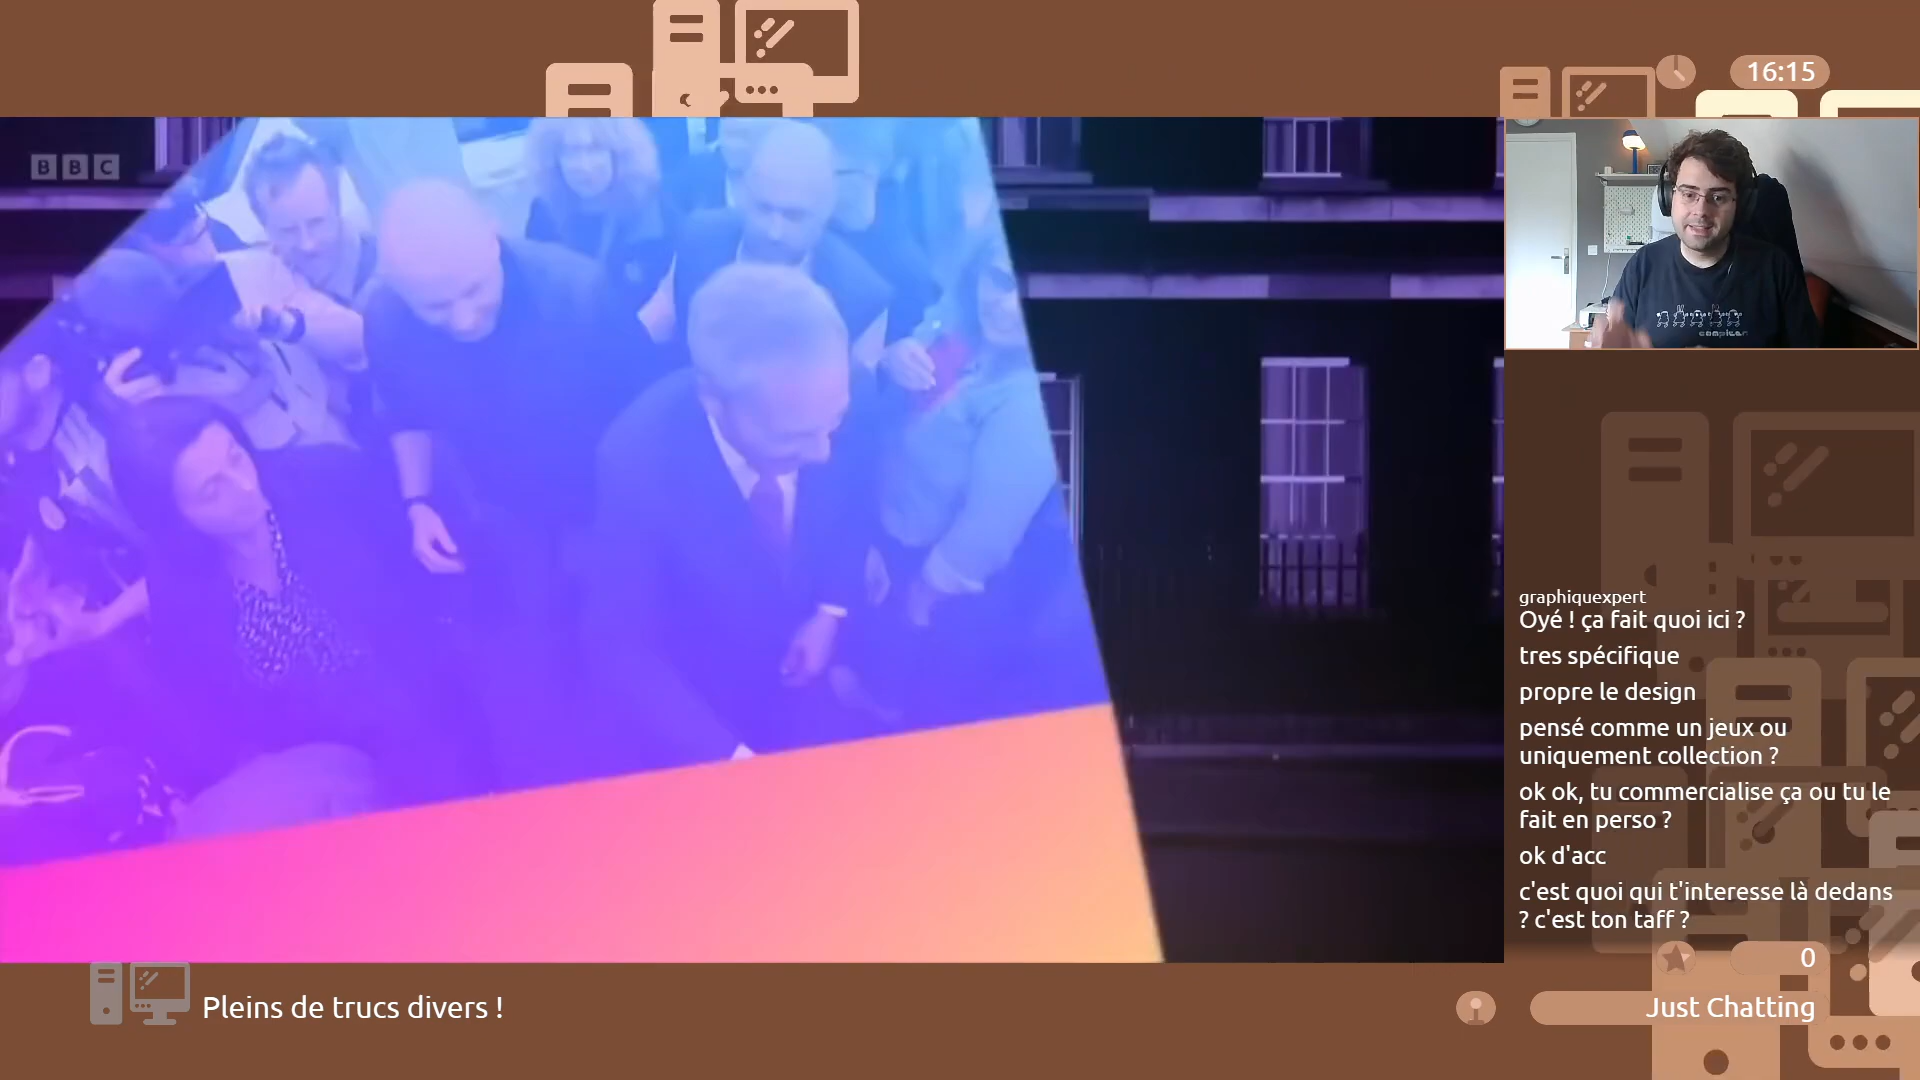 16:15
BBC
compiean
graphiquexpert
Oyé ! ça fait quoi ici ?
tres spécifique
propre le design
pensé comme un jeux ou
uniquement collection ?
ok ok, tu commercialise ça ou tu le
fait en perso ?
ok d'acc
c'est quoi qui t'interesse là dedans
? c'est ton taff ?
0
Pleins de trucs divers !
Just Chatting